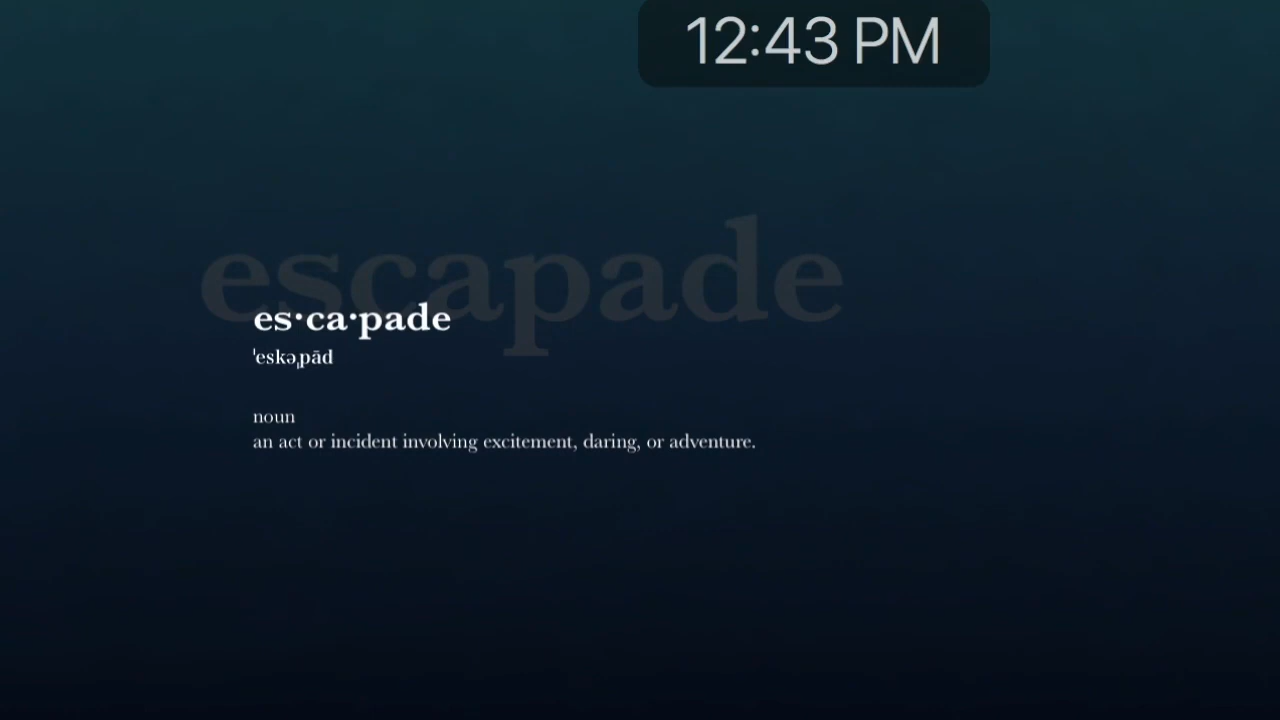 12:43 PM
escapade
es·ca·pade
ˈeskəˌpād
noun
an act or incident involving excitement, daring, or adventure.